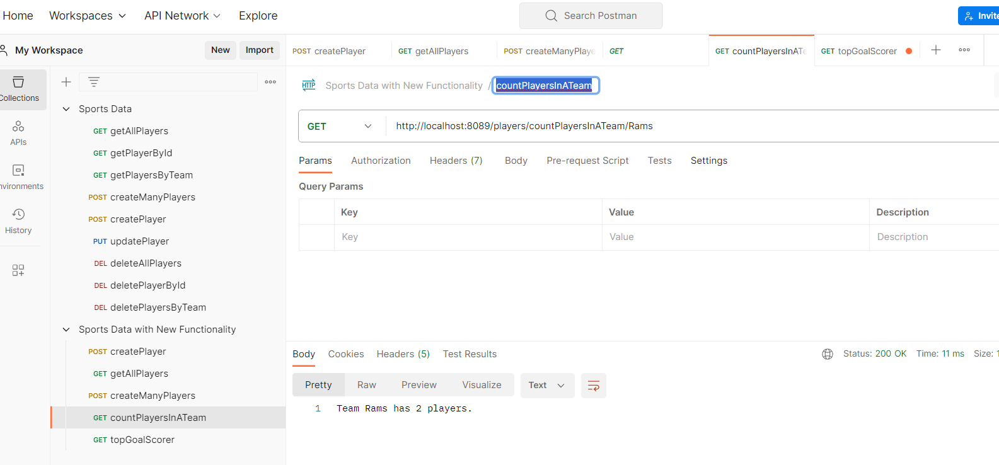 Home Workspaces API Network Explore Search Postman Invite
My Workspace New Import
POST createPlayer GET getAllPlayers POST createManyPlaye GET GET countPlayersInATe GET topGoalScorer
Collections
APIs
nvironments
History
Sports Data
GET getAllPlayers
GET getPlayerById
GET getPlayersByTeam
POST createManyPlayers
POST createPlayer
PUT updatePlayer
DEL deleteAllPlayers
DEL deletePlayerById
DEL deletePlayersByTeam
Sports Data with New Functionality
POST createPlayer
GET getAllPlayers
POST createManyPlayers
GET countPlayersInATeam
GET topGoalScorer
HTTP Sports Data with New Functionality / countPlayersInATeam
GET http://localhost:8089/players/countPlayersInATeam/Rams
Params Authorization Headers (7) Body Pre-request Script Tests Settings
Query Params
Key Value Description
Key Value Description
Body Cookies Headers (5) Test Results Status: 200 OK Time: 11 ms Size: 1
Pretty Raw Preview Visualize Text
1 Team Rams has 2 players.